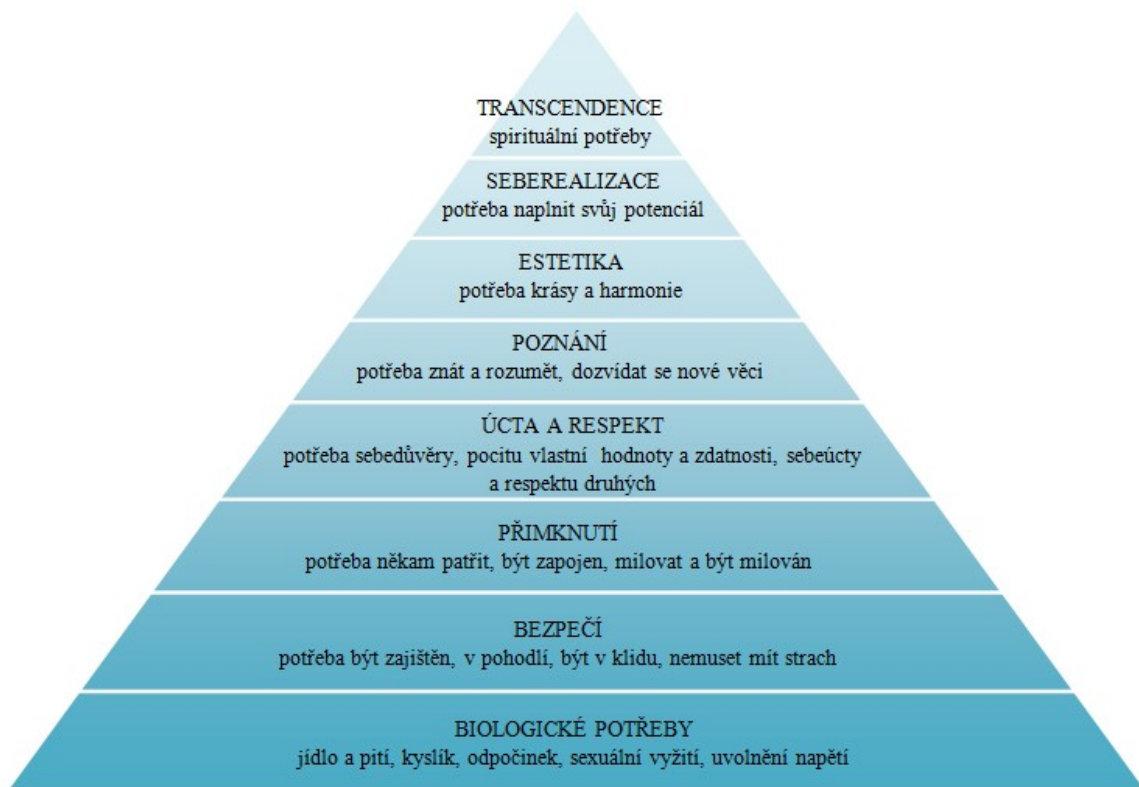 TRANSCENDENCE
spirituální potřeby
SEBEREALIZACE
potřeba naplnit svůj potenciál
ESTETIKA
potřeba krásy a harmonie
POZNÁNÍ
potřeba znát a rozumět, dozvídat se nové věci
ÚCTA A RESPEKT
potřeba sebedůvěry, pocitu vlastní hodnoty a zdatnosti, sebeúcty
a respektu druhých
PŘIMKNUTÍ
potřeba někam patřit, být zapojen, milovat a být milován
BEZPEČÍ
potřeba být zajištěn, v pohodlí, být v klidu, nemuset mít strach
BIOLOGICKÉ POTŘEBY
jídlo a pití, kyslík, odpočinek, sexuální vyžití, uvolnění napětí